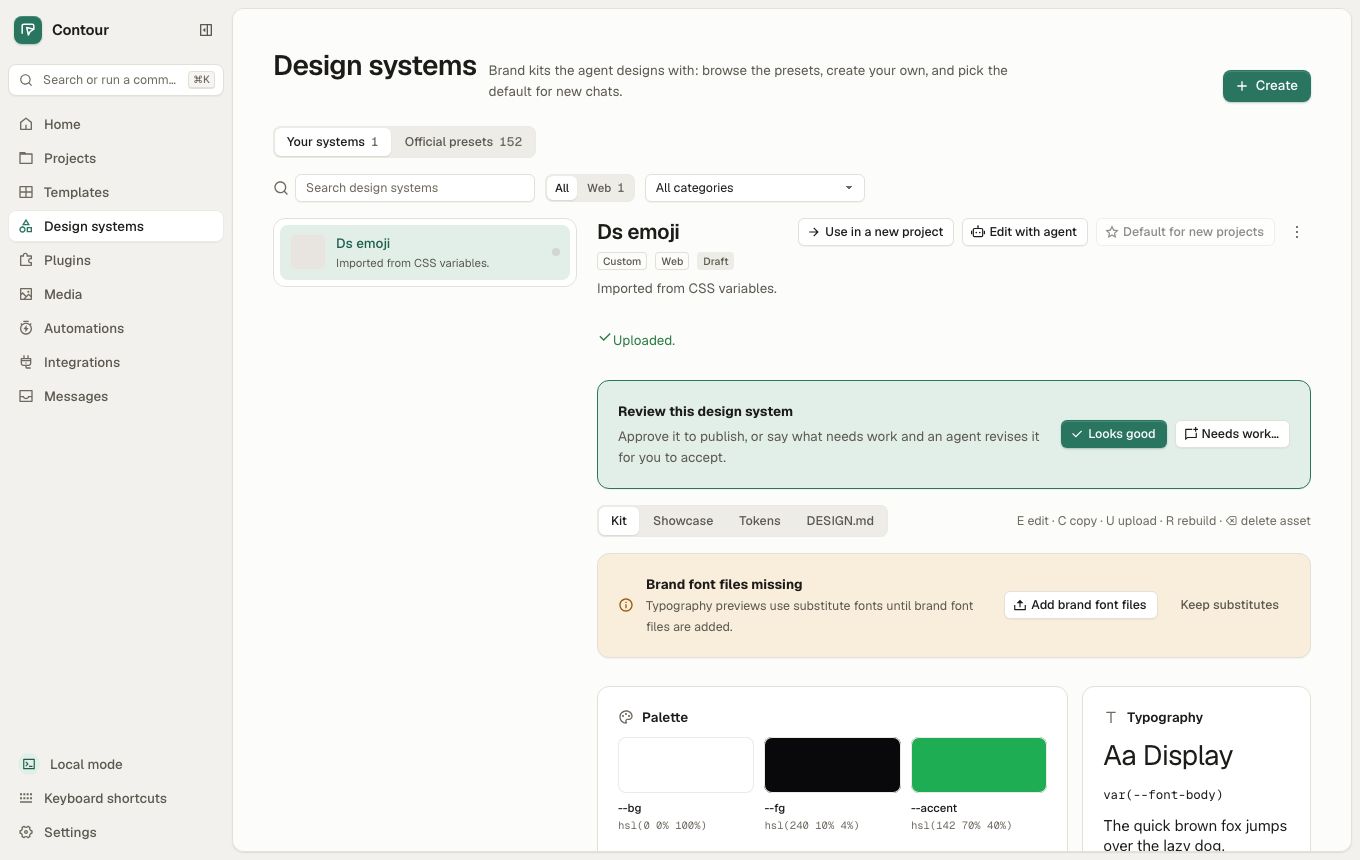 Contour
Search or run a comm... ⌘K
Home
Projects
Templates
Design systems
Plugins
Media
Automations
Integrations
Messages
Local mode
Keyboard shortcuts
Settings
Design systems
Brand kits the agent designs with: browse the presets, create your own, and pick the
default for new chats.
Create
Your systems 1
Official presets 152
Search design systems
All
Web 1
All categories
Ds emoji
Imported from CSS variables.
Ds emoji
Use in a new project
Edit with agent
Default for new projects
Custom
Web
Draft
Imported from CSS variables.
Uploaded.
Review this design system
Approve it to publish, or say what needs work and an agent revises it
for you to accept.
Looks good
Needs work...
Kit
Showcase
Tokens
DESIGN.md
E edit · C copy · U upload · R rebuild · ⌫ delete asset
Brand font files missing
Typography previews use substitute fonts until brand font
files are added.
Add brand font files
Keep substitutes
Palette
--bg
hsl(0 0% 100%)
--fg
hsl(240 10% 4%)
--accent
hsl(142 70% 40%)
Typography
Aa Display
var(--font-body)
The quick brown fox jumps
over the lazy dog.